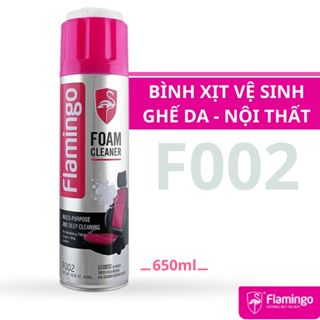 Flamingo
FOAM
CLEANER
MULTI-PURPOSE
AND DEEP CLEANING
F002
BÌNH XỊT VỆ SINH
GHẾ DA - NỘI THẤT
F002
650ml
Flamingo